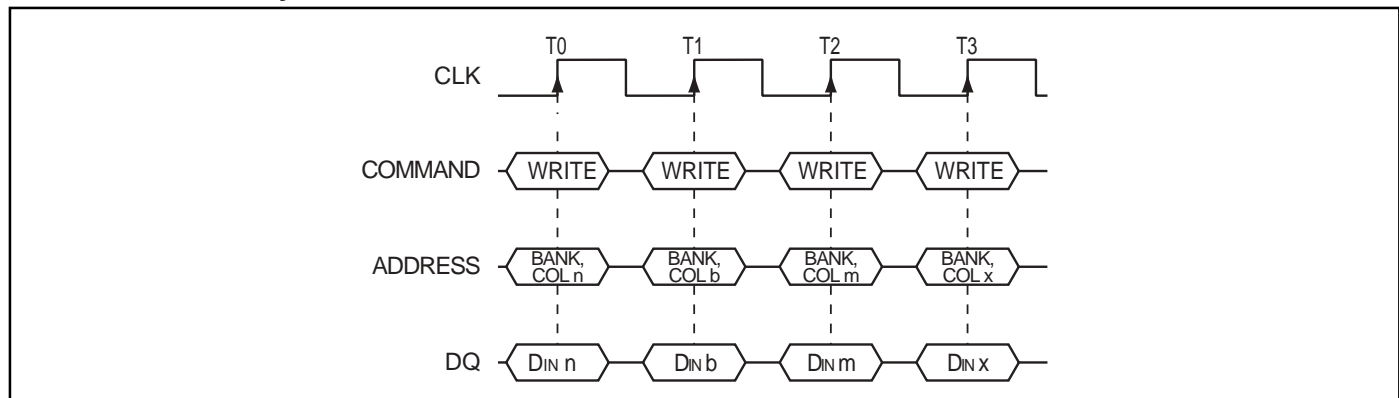 T0 T1 T2 T3
CLK
COMMAND WRITE WRITE WRITE WRITE
ADDRESS BANK, COL n BANK, COL b BANK, COL m BANK, COL x
DQ DIN n DIN b DIN m DIN x